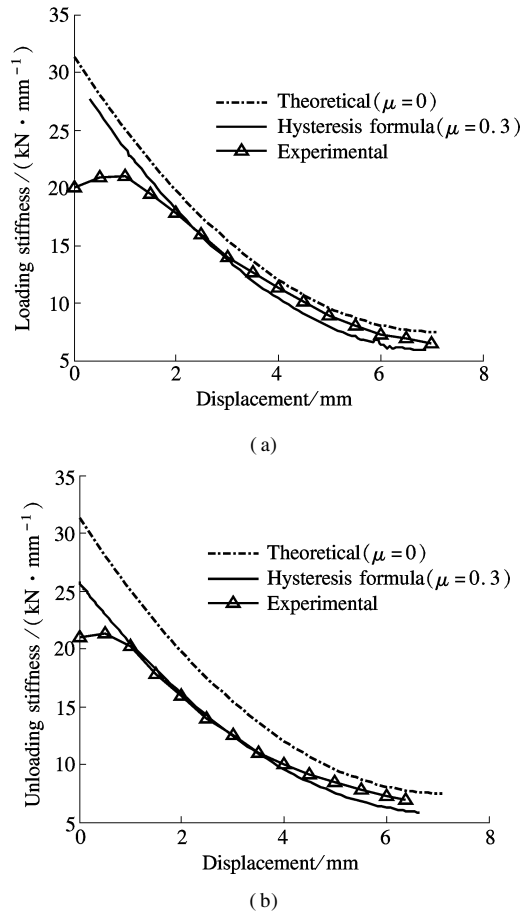 35
30
25
20
15
10
5
Loading stiffness/(kN·mm⁻¹)
Theoretical(μ=0)
Hysteresis formula(μ=0.3)
Experimental
0 2 4 6 8
Displacement/mm
(a)
35
30
25
20
15
10
5
Unloading stiffness/(kN·mm⁻¹)
Theoretical(μ=0)
Hysteresis formula(μ=0.3)
Experimental
0 2 4 6 8
Displacement/mm
(b)